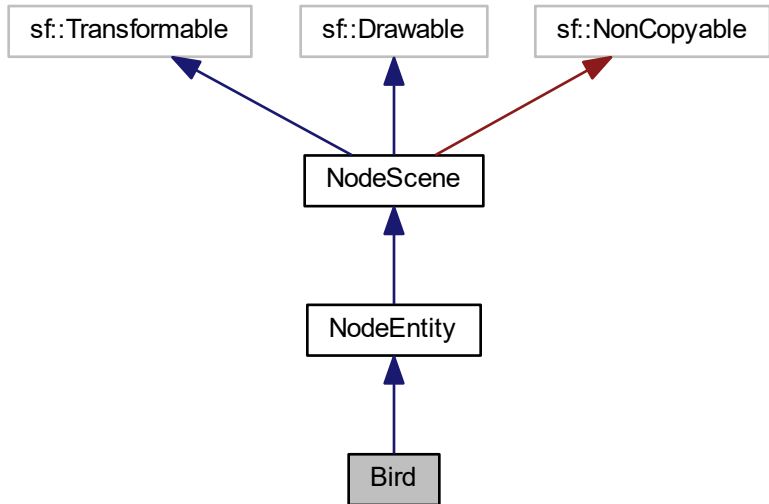 sf::Transformable
sf::Drawable
sf::NonCopyable
NodeScene
NodeEntity
Bird